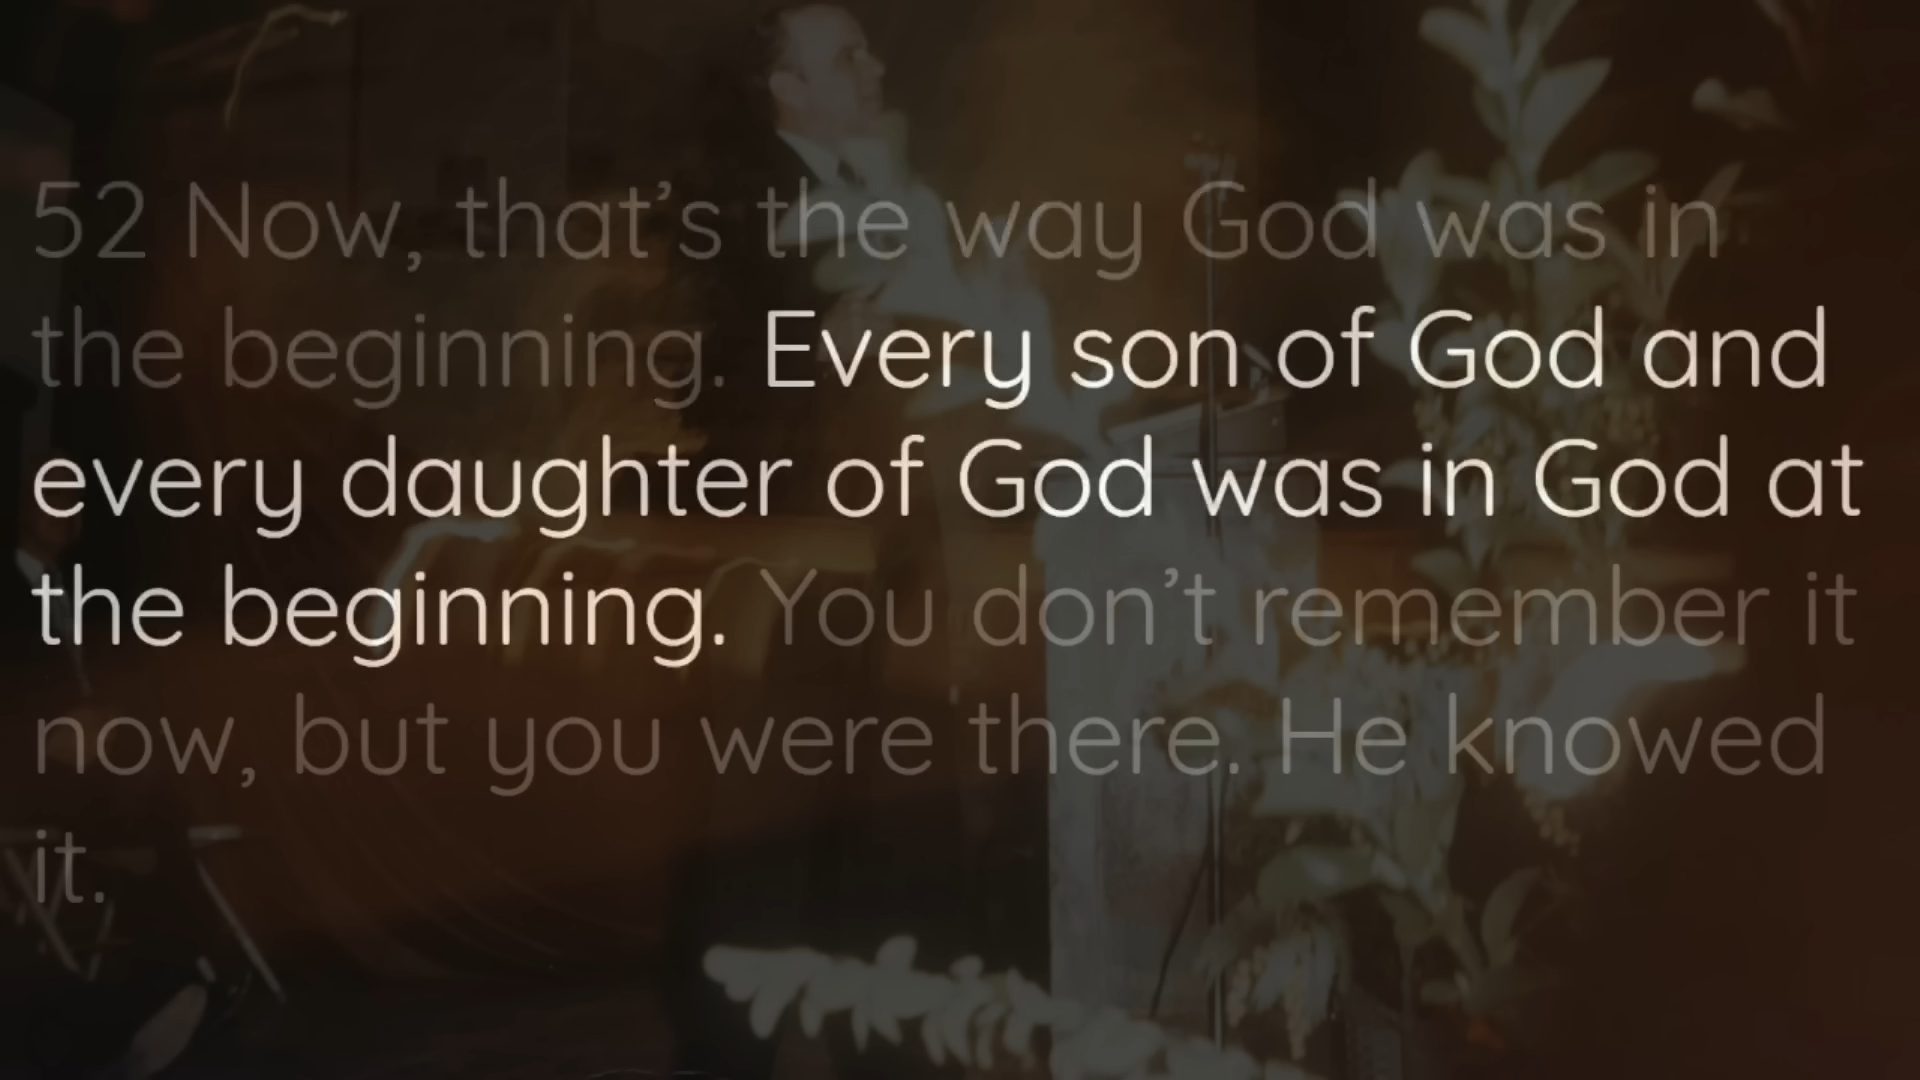 52 Now, that’s the way God was in
the beginning. Every son of God and
every daughter of God was in God at
the beginning. You don’t remember it
now, but you were there. He knowed
it.